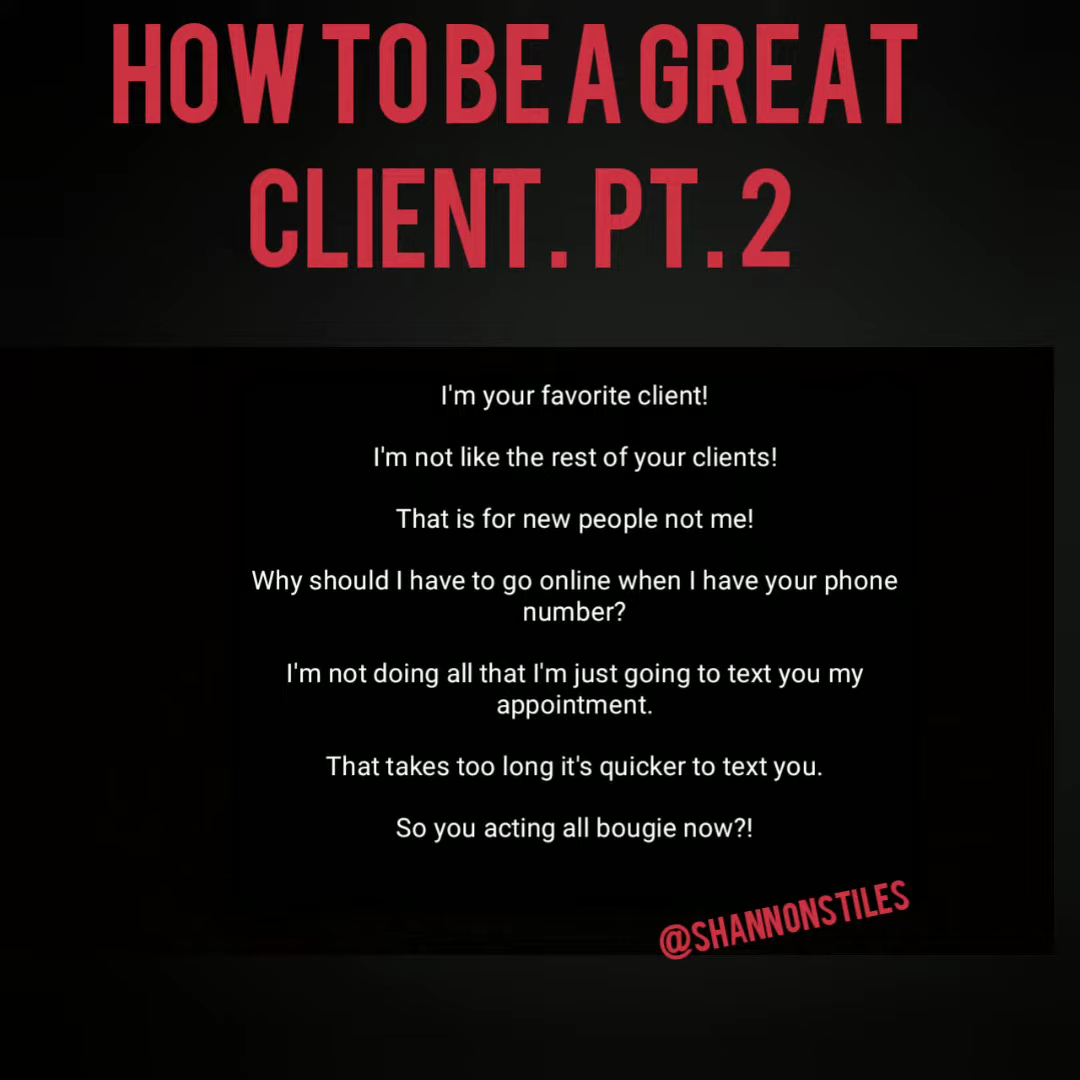 HOW TO BE A GREAT
CLIENT. PT. 2
I'm your favorite client!
I'm not like the rest of your clients!
That is for new people not me!
Why should I have to go online when I have your phone
number?
I'm not doing all that I'm just going to text you my
appointment.
That takes too long it's quicker to text you.
So you acting all bougie now?!
@SHANNONSTILES